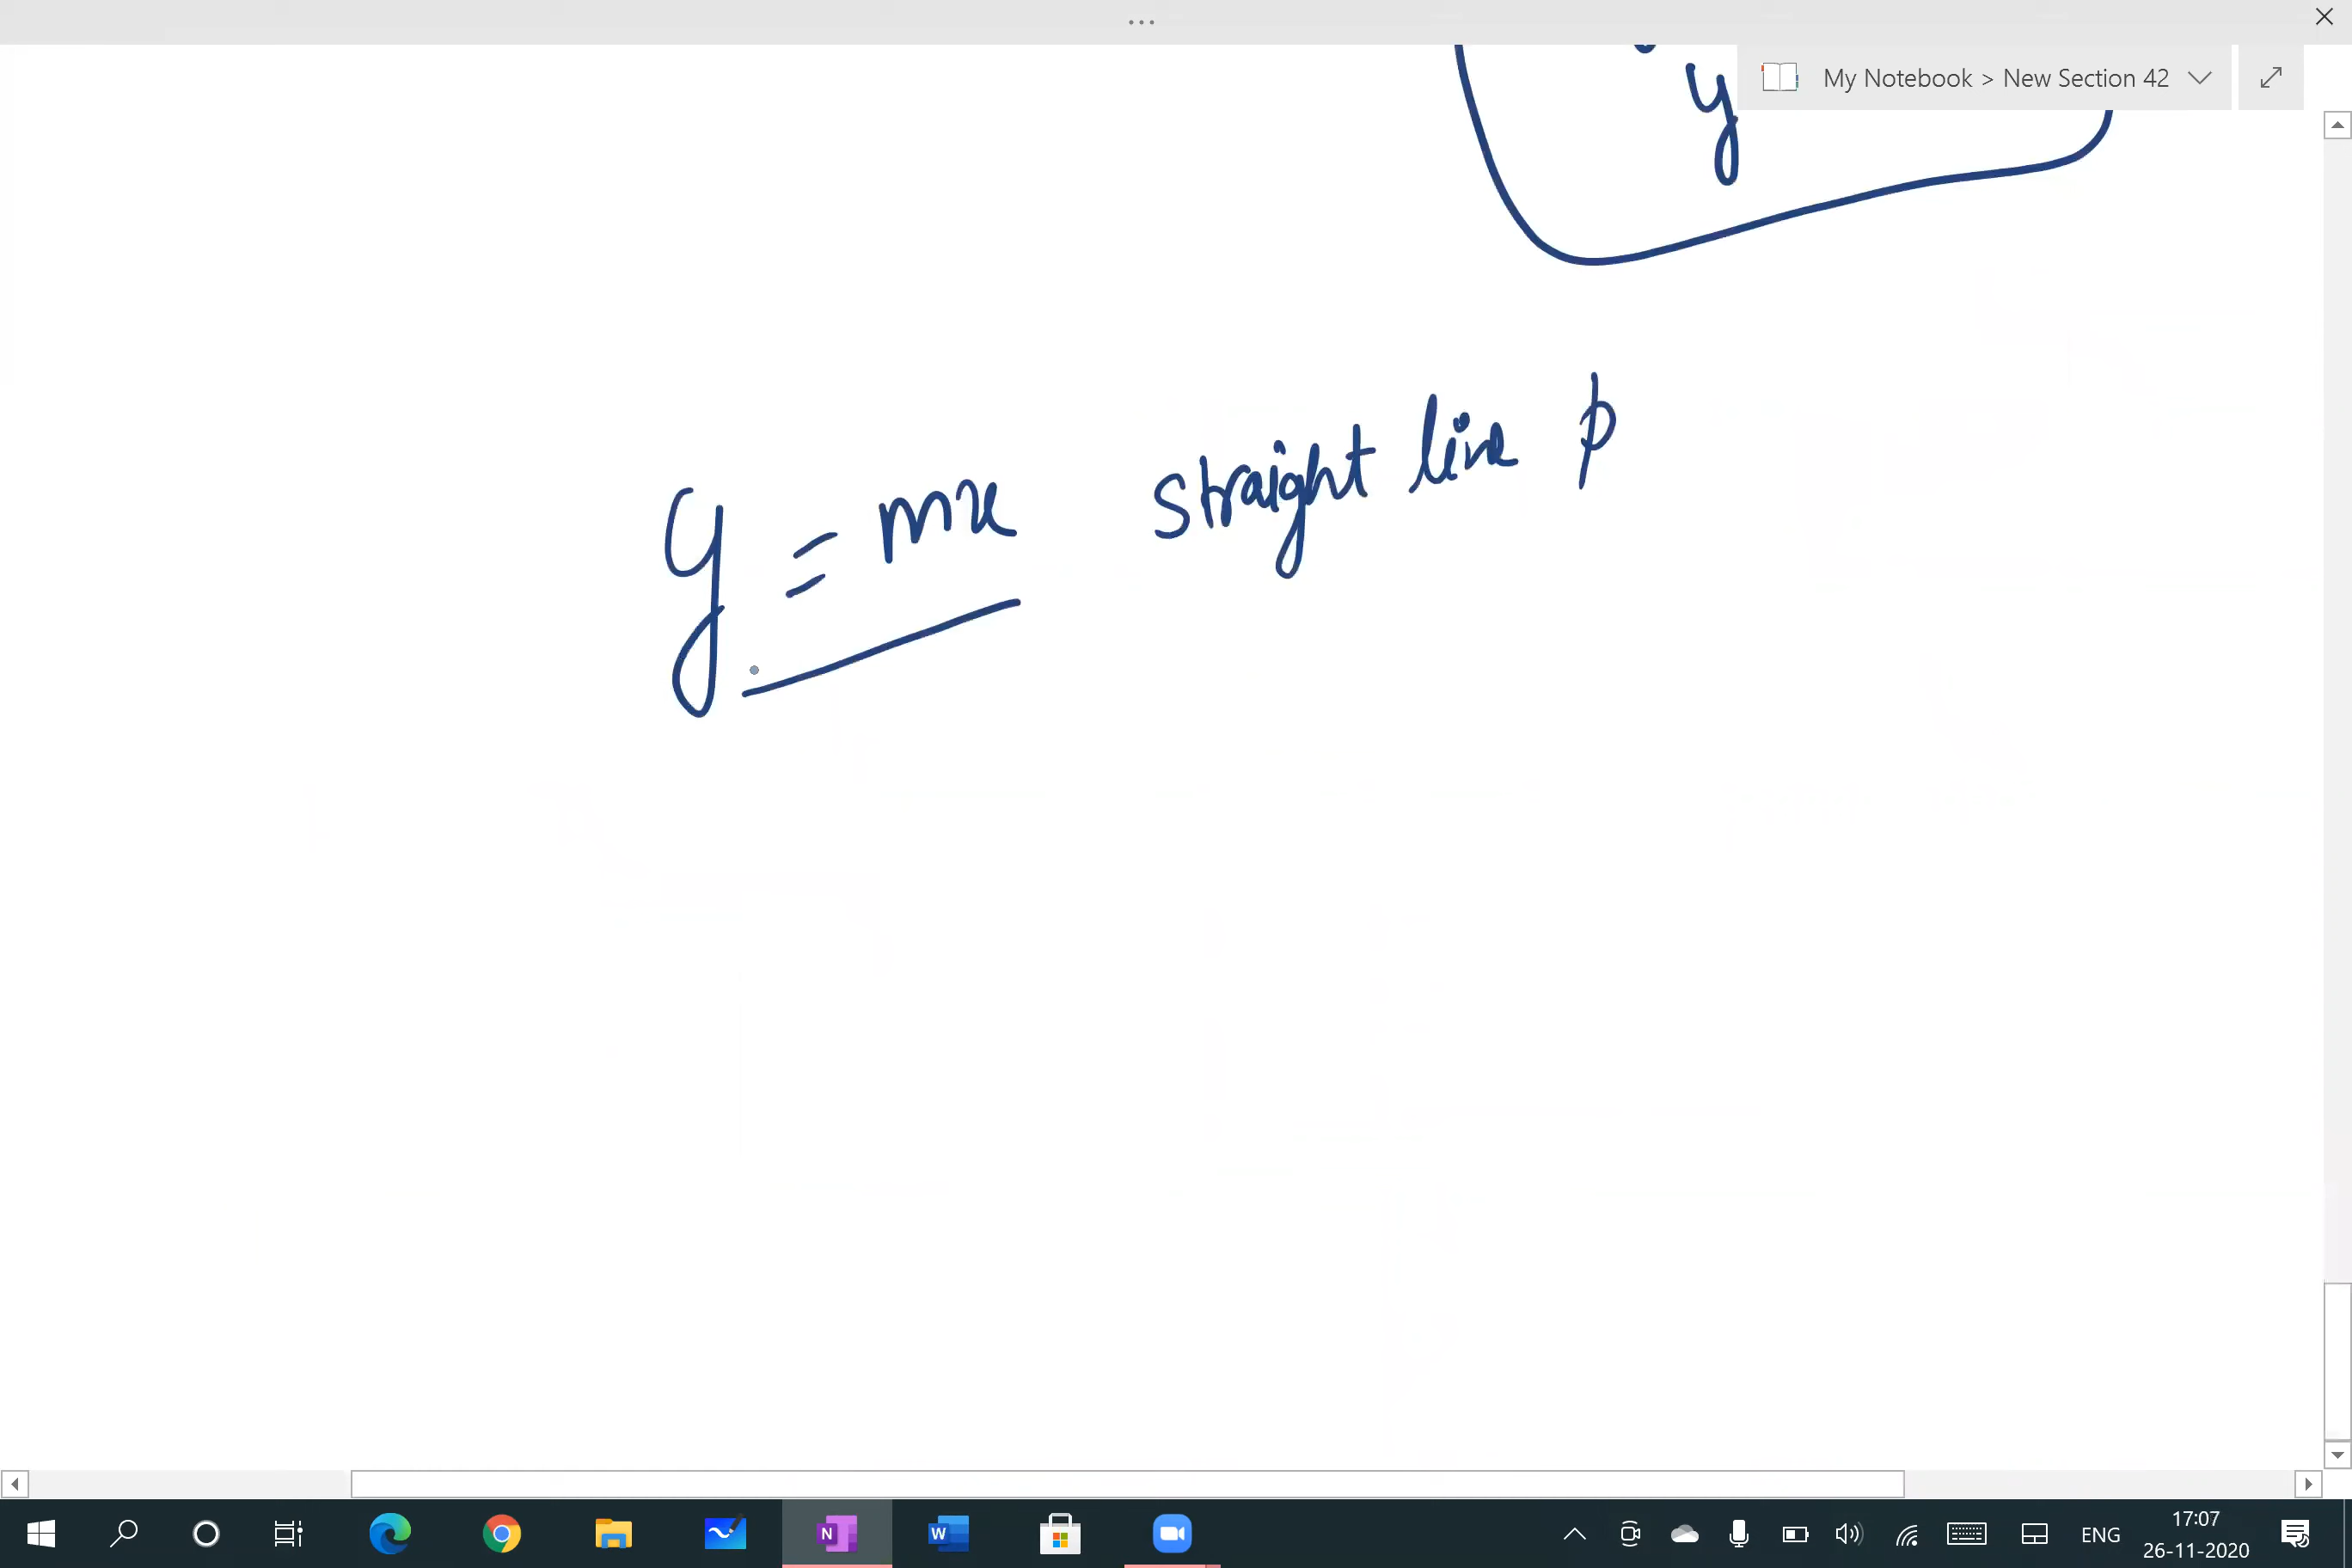 My Notebook > New Section 42
y
y = mx straight line p
ENG
17:07
26-11-2020